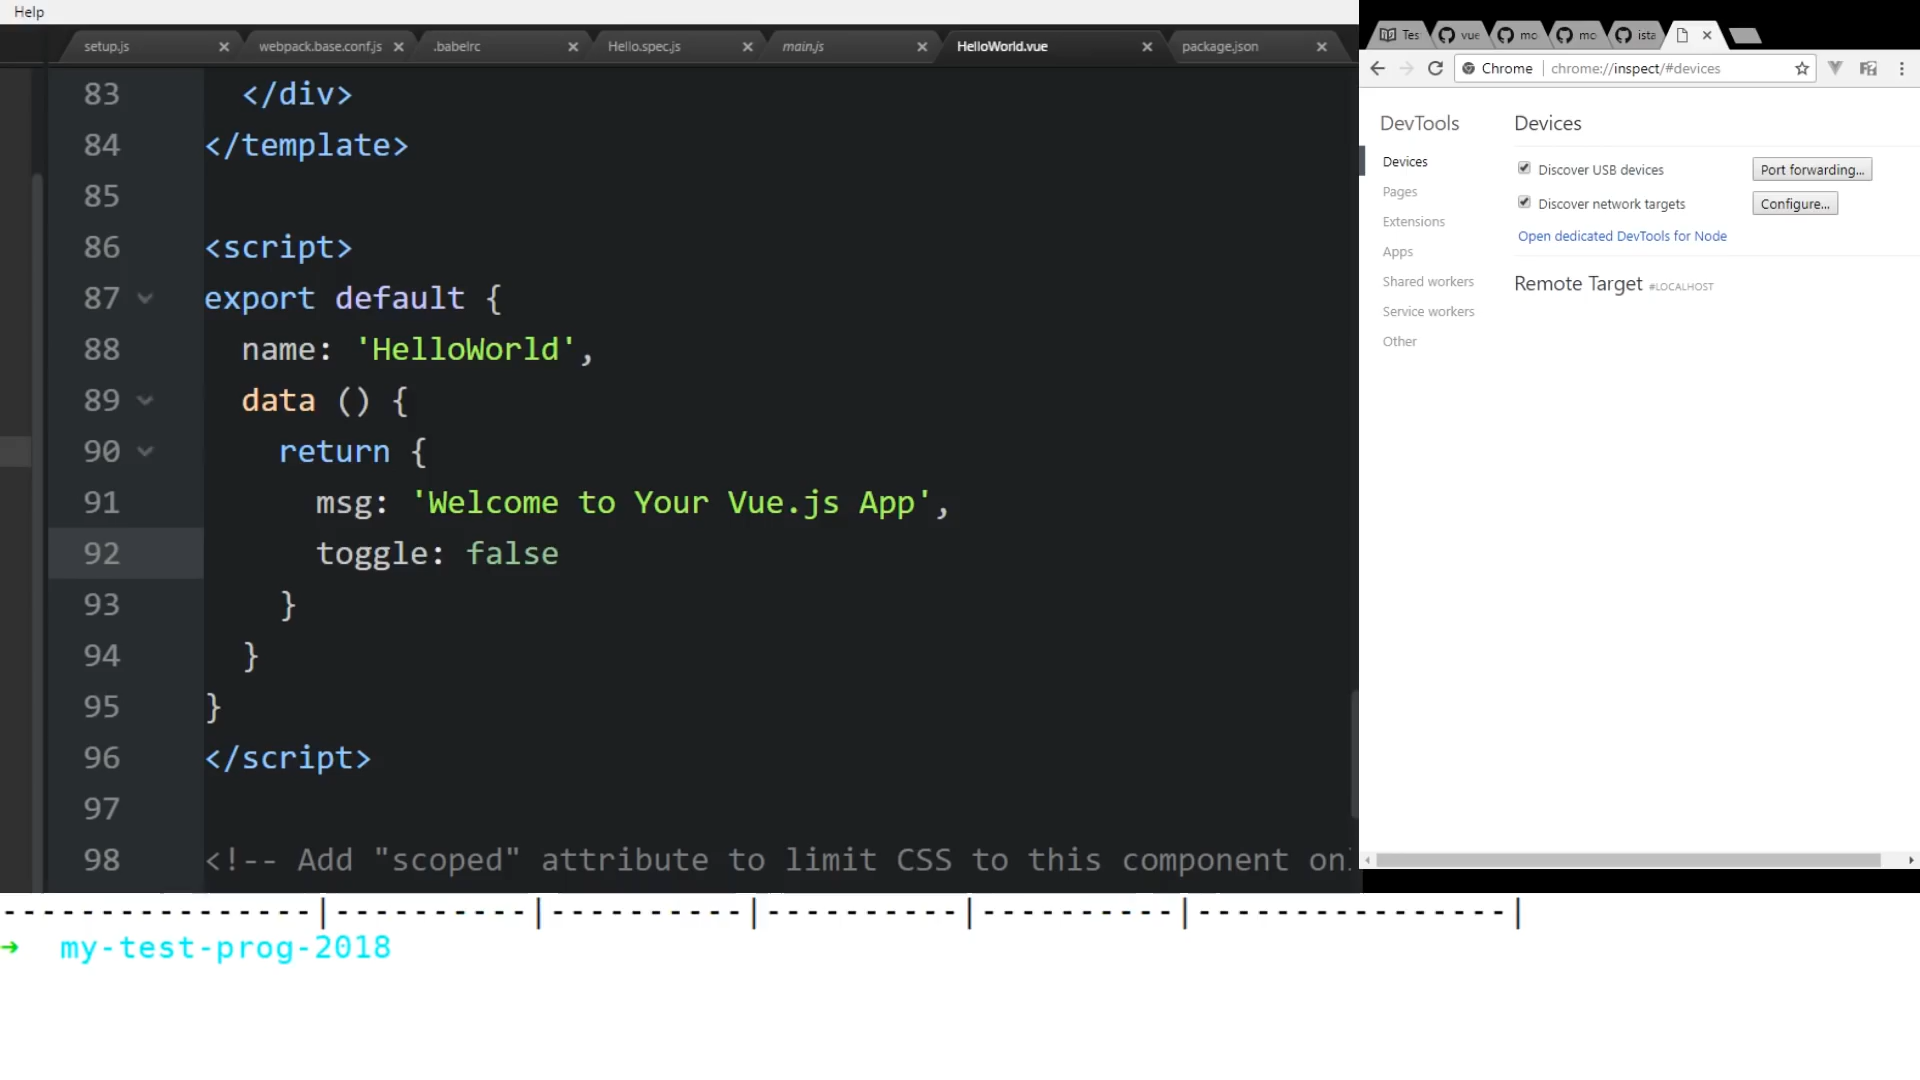 Help
setup.js
webpack.base.conf.js
.babelrc
Hello.spec.js
main.js
HelloWorld.vue
package.json
83 </div>
84 </template>
85
86 <script>
87 export default {
88 name: 'HelloWorld',
89 data () {
90 return {
91 msg: 'Welcome to Your Vue.js App',
92 toggle: false
93 }
94 }
95 }
96 </script>
97
98 <!-- Add "scoped" attribute to limit CSS to this component on
----------------|----------|----------|----------|----------|----------------|
→ my-test-prog-2018
Tes
vue
mo
mo
ista
Chrome | chrome://inspect/#devices
DevTools
Devices
Pages
Extensions
Apps
Shared workers
Service workers
Other
Devices
Discover USB devices
Port forwarding...
Discover network targets
Configure...
Open dedicated DevTools for Node
Remote Target #LOCALHOST